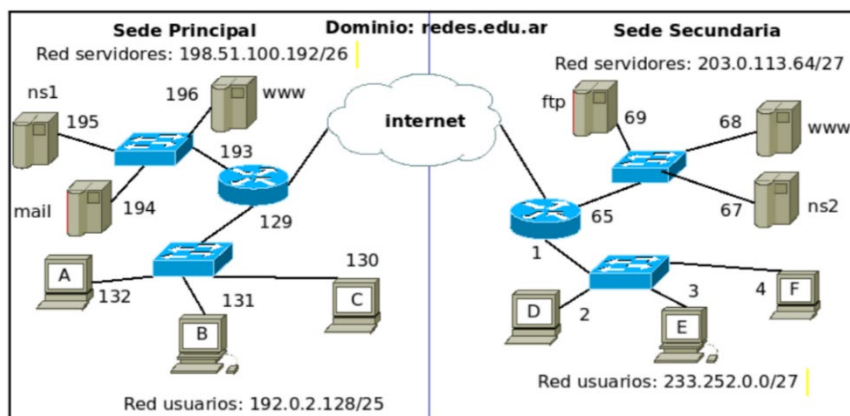 Dominio: redes.edu.ar
Sede Principal
Red servidores: 198.51.100.192/26
ns1
196
www
195
193
mail
194
129
A
132
B
131
C
130
Red usuarios: 192.0.2.128/25
internet
Sede Secundaria
Red servidores: 203.0.113.64/27
ftp
69
68
www
65
67
ns2
1
D
2
E
3
4
F
Red usuarios: 233.252.0.0/27